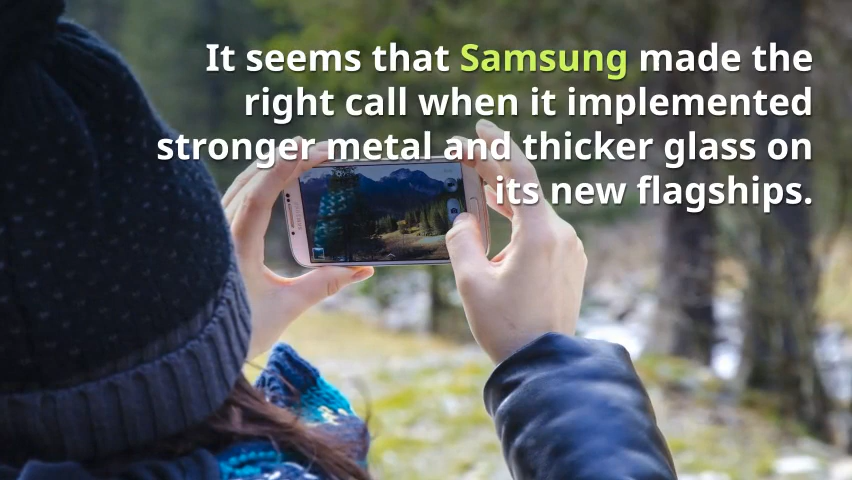 It seems that Samsung made the
right call when it implemented
stronger metal and thicker glass on
its new flagships.